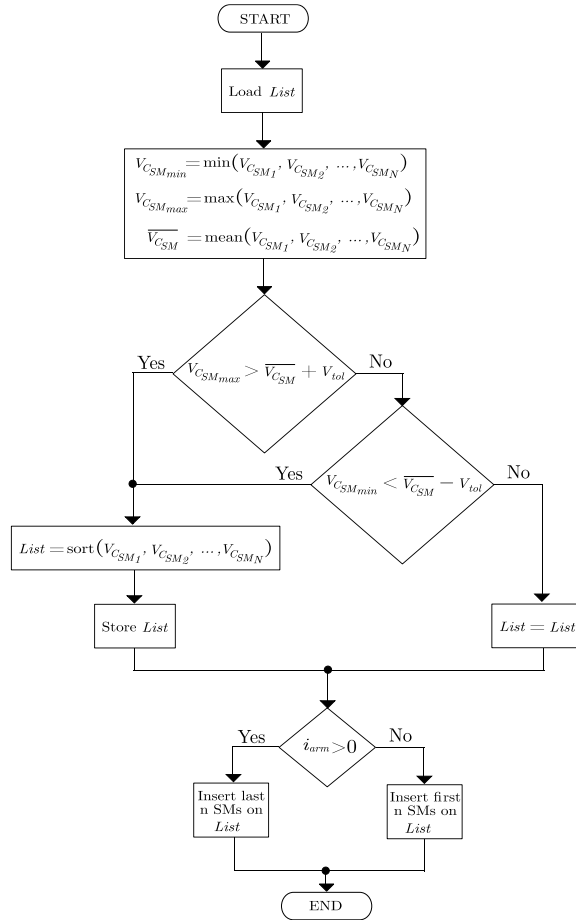 START
Load List
V_{C_{SM_{min}}} = min(V_{C_{SM_1}}, V_{C_{SM_2}}, ..., V_{C_{SM_N}})
V_{C_{SM_{max}}} = max(V_{C_{SM_1}}, V_{C_{SM_2}}, ..., V_{C_{SM_N}})
\overline{V_{C_{SM}}} = mean(V_{C_{SM_1}}, V_{C_{SM_2}}, ..., V_{C_{SM_N}})
Yes
V_{C_{SM_{max}}} > \overline{V_{C_{SM}}} + V_{tol}
No
Yes
V_{C_{SM_{min}}} < \overline{V_{C_{SM}}} − V_{tol}
No
List = sort(V_{C_{SM_1}}, V_{C_{SM_2}}, ..., V_{C_{SM_N}})
Store List
List = List
Yes
i_{arm} > 0
No
Insert last
n SMs on
List
Insert first
n SMs on
List
END